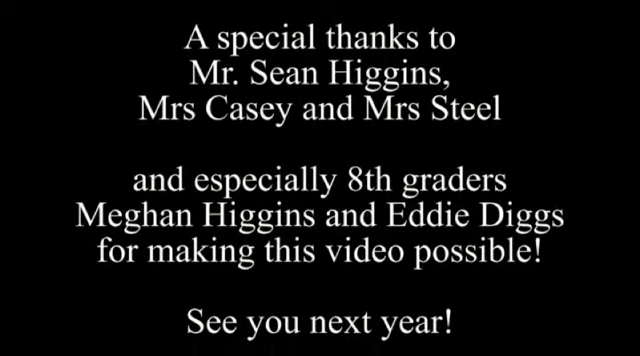 A special thanks to
Mr. Sean Higgins,
Mrs Casey and Mrs Steel
and especially 8th graders
Meghan Higgins and Eddie Diggs
for making this video possible!
See you next year!